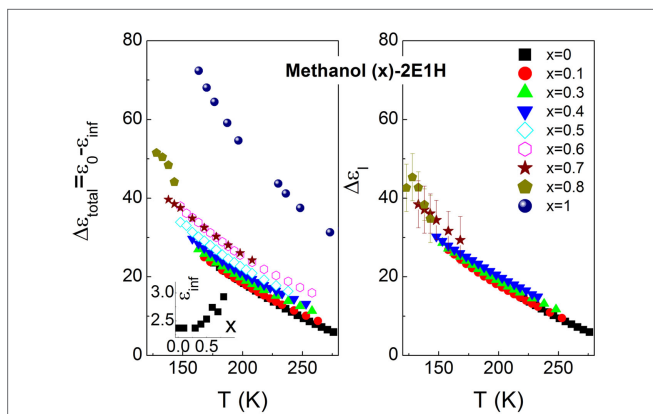 80
60
40
20
0
Δε_total=ε_0-ε_inf
150
200
250
T (K)
3.0
2.5
ε_inf
0.0 0.5
X
Methanol (x)-2E1H
80
60
40
20
0
Δε_I
150
200
250
T (K)
x=0
x=0.1
x=0.3
x=0.4
x=0.5
x=0.6
x=0.7
x=0.8
x=1